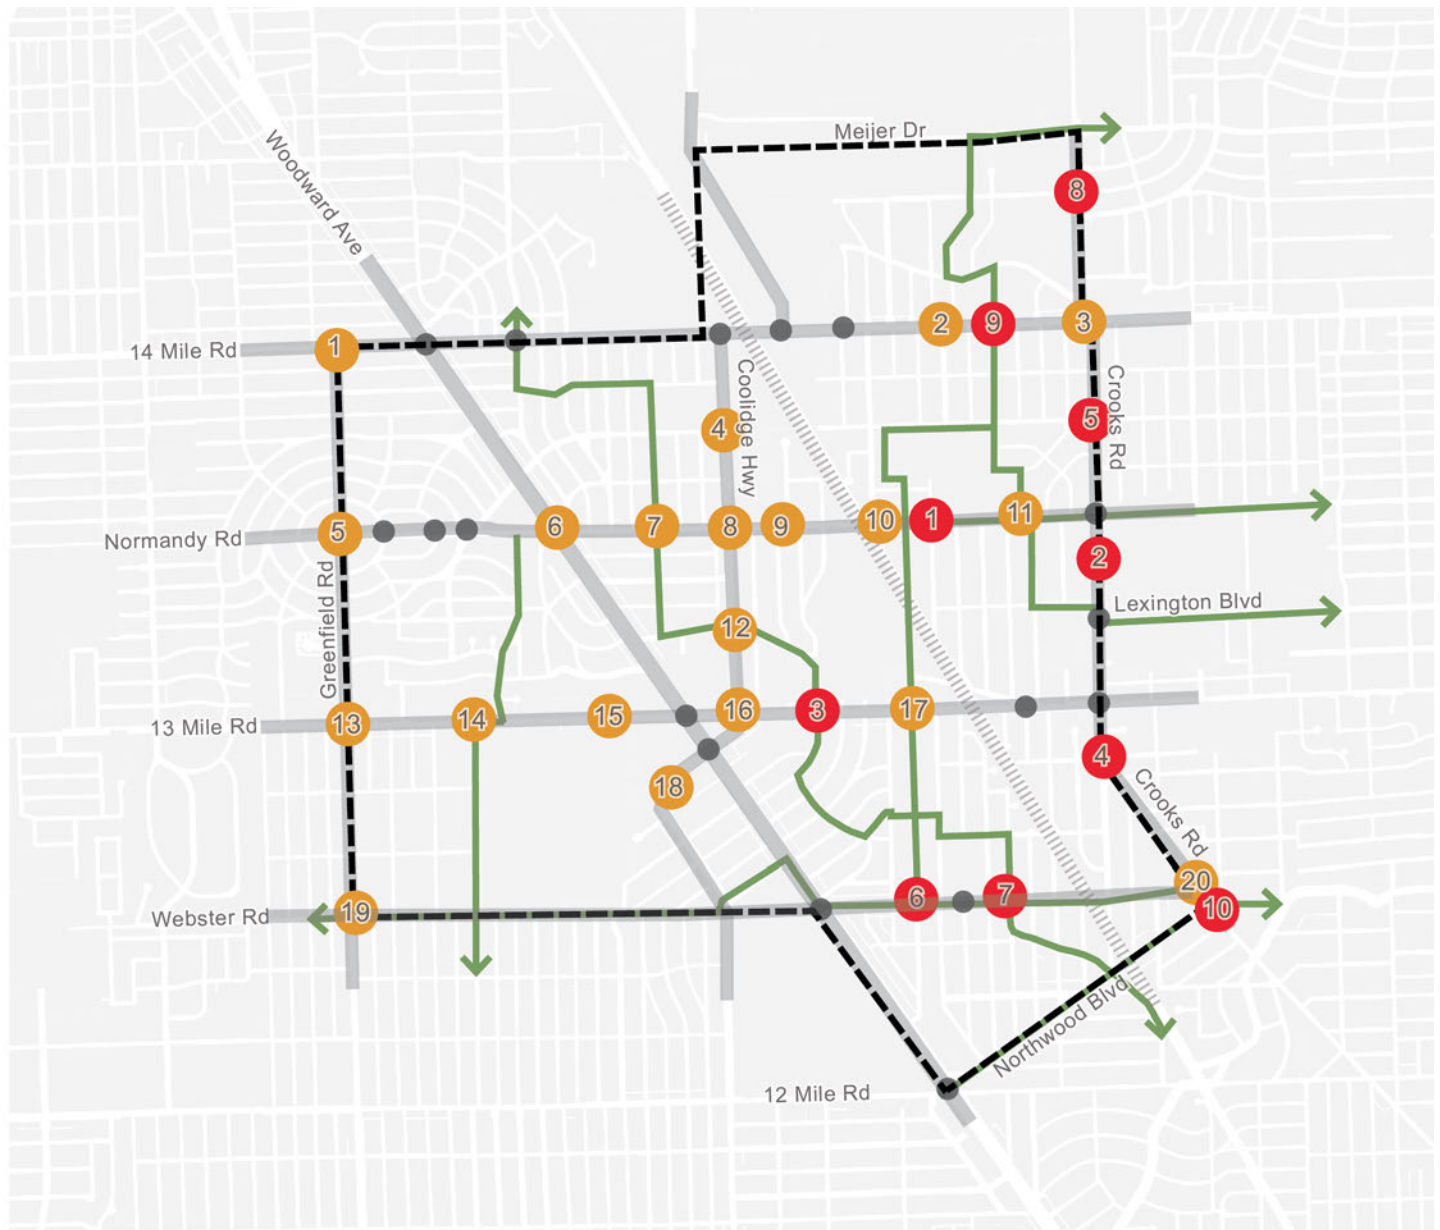 Meijer Dr
Woodward Ave
8
14 Mile Rd
1
2
9
3
Coolidge Hwy
4
5
Crooks Rd
Normandy Rd
5
6
7
8
9
10
1
11
2
Greenfield Rd
Lexington Blvd
12
13 Mile Rd
13
14
15
16
3
17
4
18
Crooks Rd
Webster Rd
19
6
7
20
10
Northwood Blvd
12 Mile Rd